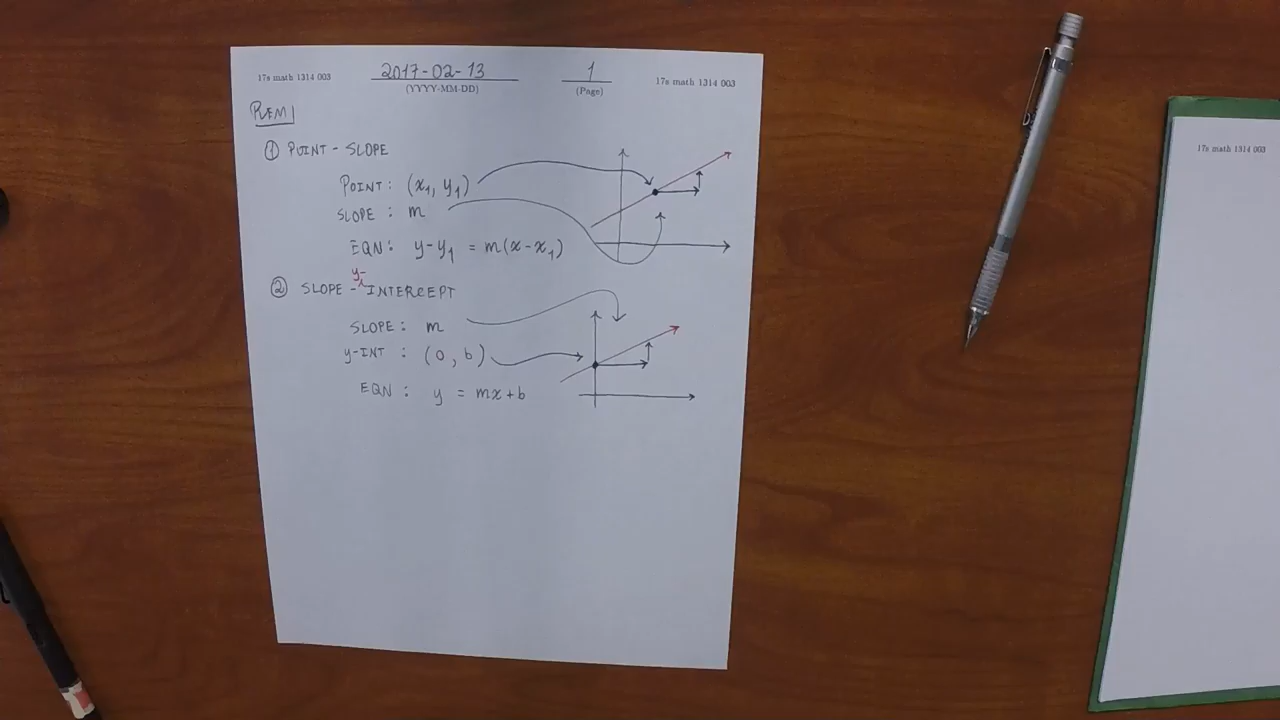 17s math 1314 003 2017-02-13 1 17s math 1314 003
(YYYY-MM-DD) (Page)
REM
① POINT - SLOPE
POINT: (x₁, y₁)
SLOPE : m
EQN: y-y₁ = m(x-x₁)
y-
② SLOPE - INTERCEPT
SLOPE: m
y-INT : (0, b)
EQN : y = mx+b
17s math 1314 003